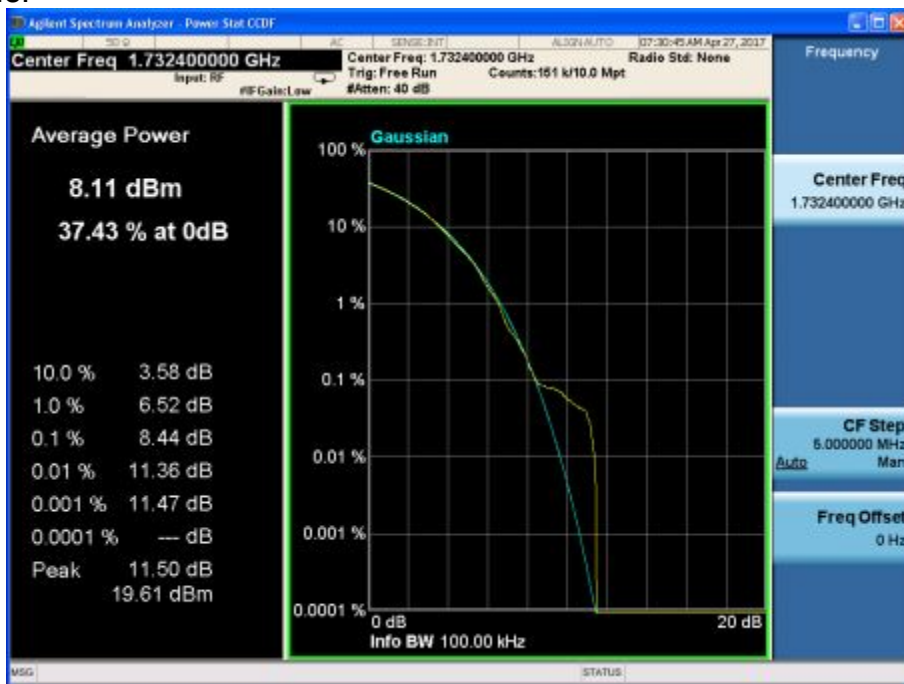 Agilent Spectrum Analyzer - Power Stat CCDF
50 Ω AC SENSE:INT ALIGN AUTO 07:30:45 AM Apr 27, 2017
Center Freq 1.732400000 GHz
Center Freq: 1.732400000 GHz Radio Std: None
Input: RF Trig: Free Run Counts:151 k/10.0 Mpt
#IFGain:Low #Atten: 40 dB
Frequency
Average Power
8.11 dBm
37.43 % at 0dB
10.0 % 3.58 dB
1.0 % 6.52 dB
0.1 % 8.44 dB
0.01 % 11.36 dB
0.001 % 11.47 dB
0.0001 % --- dB
Peak 11.50 dB
19.61 dBm
Gaussian
100 %
10 %
1 %
0.1 %
0.01 %
0.001 %
0.0001 %
0 dB 20 dB
Info BW 100.00 kHz
Center Freq
1.732400000 GHz
CF Step
5.000000 MHz
Auto Man
Freq Offset
0 Hz
MSG STATUS